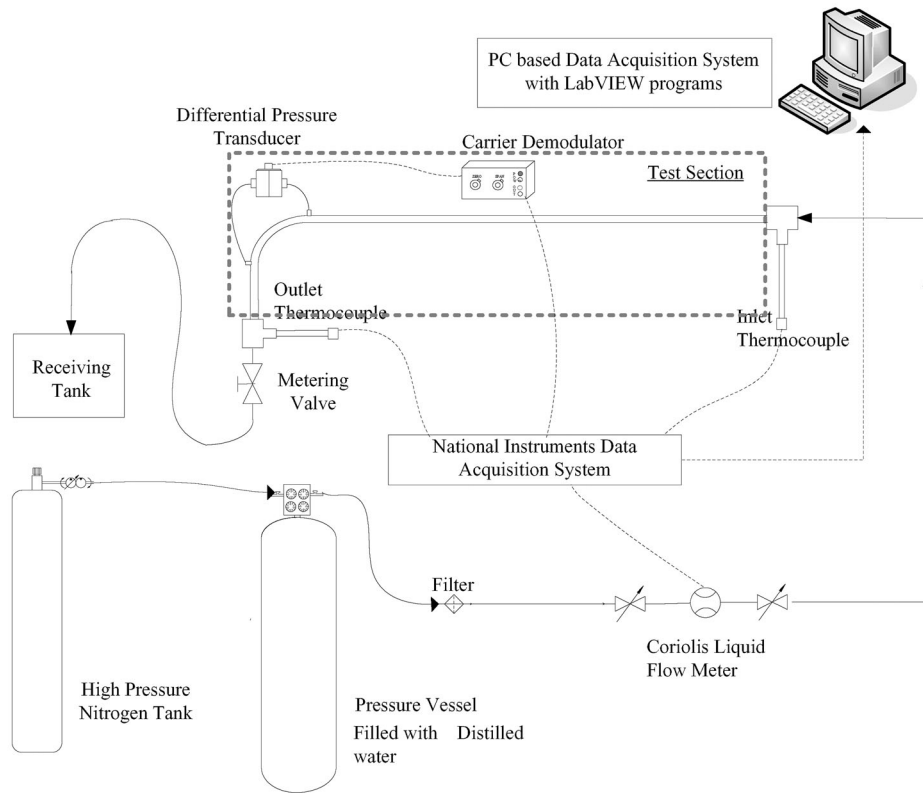 PC based Data Acquisition System
with LabVIEW programs
Differential Pressure
Transducer
Carrier Demodulator
ZERO SPAN
Test Section
Outlet
Thermocouple
Inlet
Thermocouple
Receiving
Tank
Metering
Valve
National Instruments Data
Acquisition System
Filter
Coriolis Liquid
Flow Meter
High Pressure
Nitrogen Tank
Pressure Vessel
Filled with Distilled
water